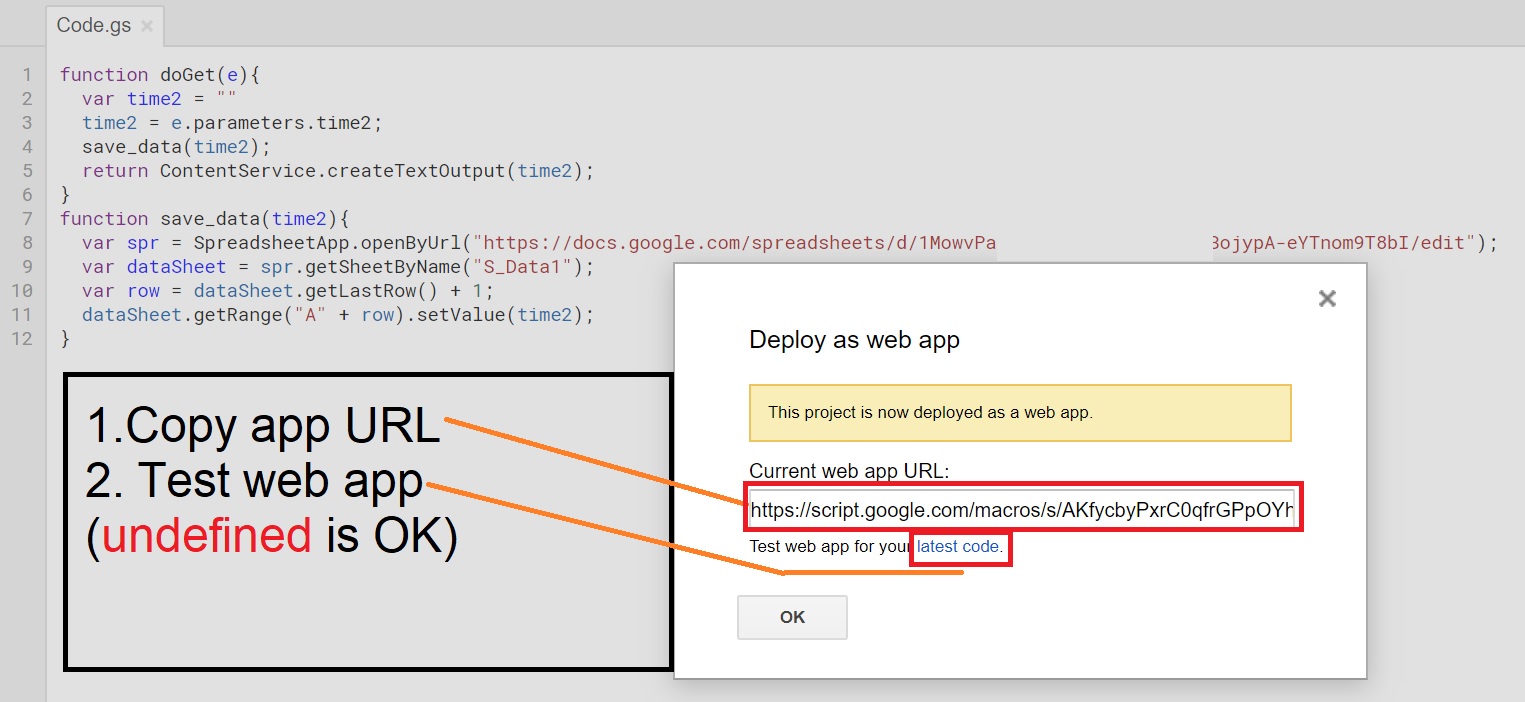 Code.gs ×
1 function doGet(e){
2 var time2 = ""
3 time2 = e.parameters.time2;
4 save_data(time2);
5 return ContentService.createTextOutput(time2);
6 }
7 function save_data(time2){
8 var spr = SpreadsheetApp.openByUrl("https://docs.google.com/spreadsheets/d/1MowvPa 3ojypA-eYTnom9T8bI/edit");
9 var dataSheet = spr.getSheetByName("S_Data1");
10 var row = dataSheet.getLastRow() + 1;
11 dataSheet.getRange("A" + row).setValue(time2);
12 }
1.Copy app URL
2. Test web app
(undefined is OK)
×
Deploy as web app
This project is now deployed as a web app.
Current web app URL:
https://script.google.com/macros/s/AKfycbyPxrC0qfrGPpOYh
Test web app for your latest code.
OK